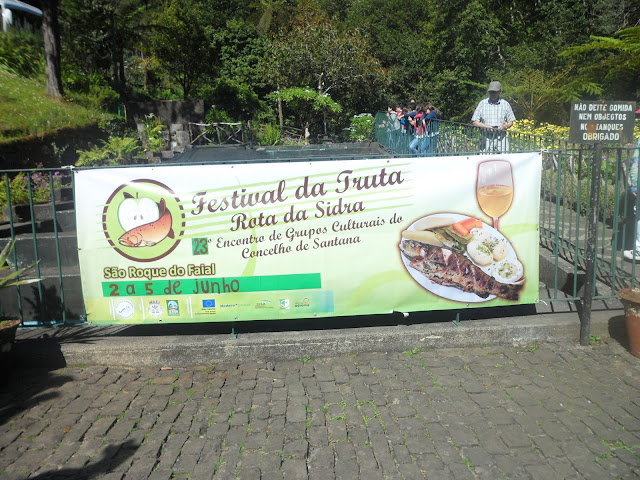 Festival da Truta
Rota da Sidra
23º Encontro de Grupos Culturais do
Concelho de Santana
São Roque do Faial
2 a 5 de junho
NÃO DEITE COMIDA
NEM OBJECTOS
NOS TANQUES
OBRIGADO